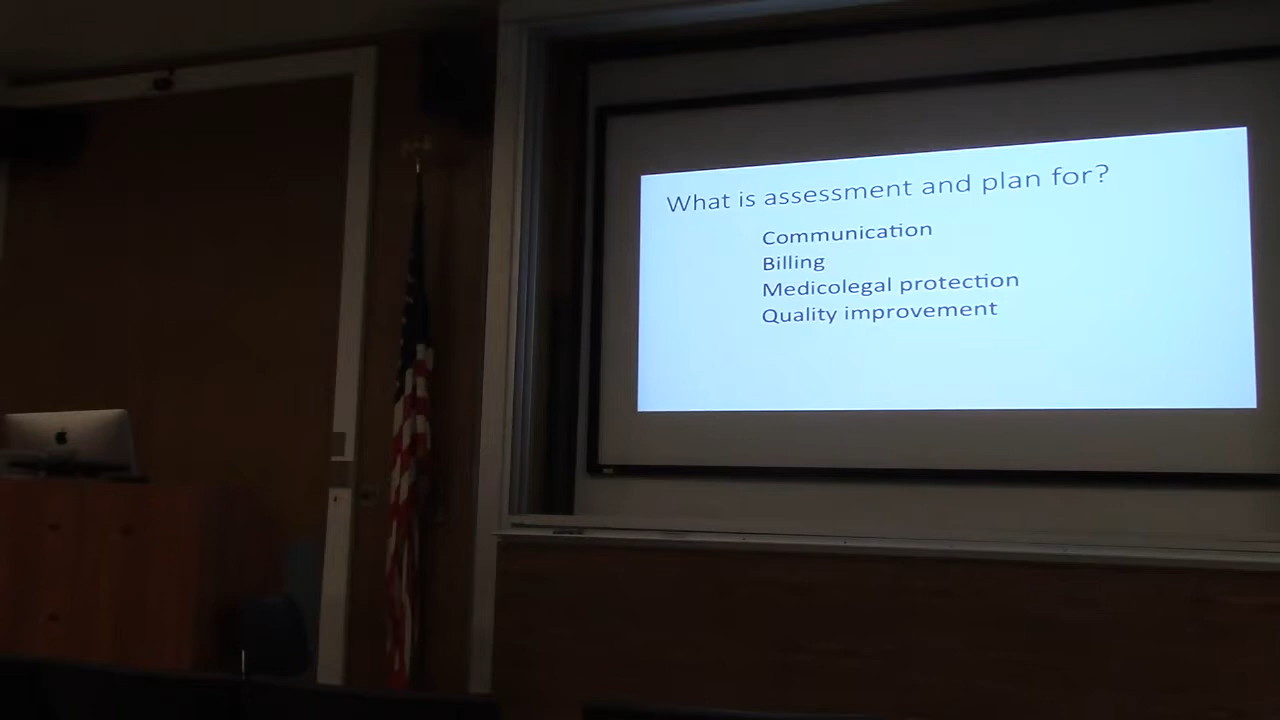 What is assessment and plan for?
Communication
Billing
Medicolegal protection
Quality improvement